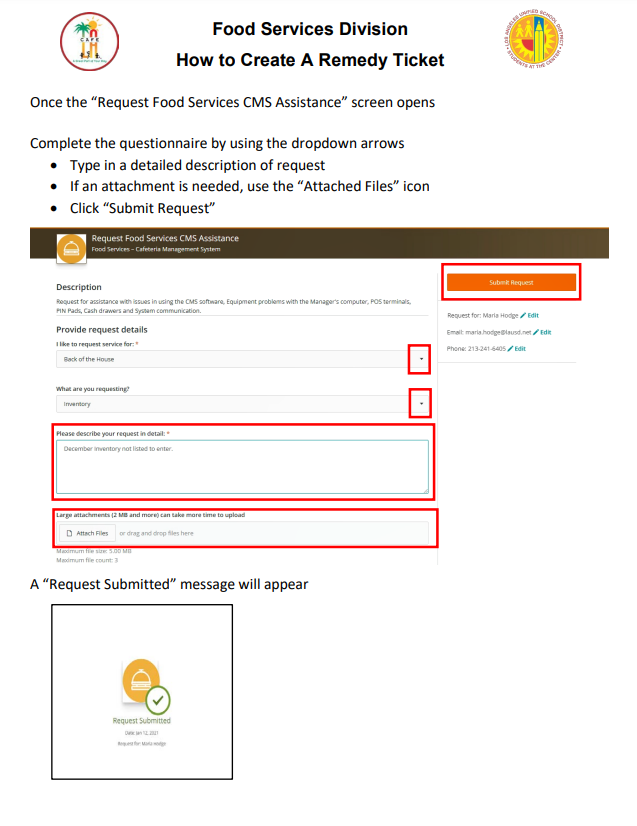 Food Services Division
How to Create A Remedy Ticket
CAFE
LOS ANGELES UNIFIED SCHOOL DISTRICT
STUDENTS AT THE CENTER
Once the “Request Food Services CMS Assistance” screen opens
Complete the questionnaire by using the dropdown arrows
• Type in a detailed description of request
• If an attachment is needed, use the “Attached Files” icon
• Click “Submit Request”
Request Food Services CMS Assistance
Food Services – Cafeteria Management System
Submit Request
Description
Request for assistance with issues in using the CMS software, Equipment problems with the Manager's computer, POS terminals,
PIN Pads, Cash drawers and System communication.
Request for: Maria Hodge Edit
Email: maria.hodge@lausd.net Edit
Phone: 213-241-6405 Edit
Provide request details
I like to request service for: *
Back of the House
What are you requesting?
Inventory
Please describe your request in detail: *
December Inventory not listed to enter.
Large attachments (2 MB and more) can take more time to upload
Attach Files or drag and drop files here
Maximum file size: 5.00 MB
Maximum file count: 3
A “Request Submitted” message will appear
Request Submitted
Date: Jan 12, 2021
Request for: Maria Hodge